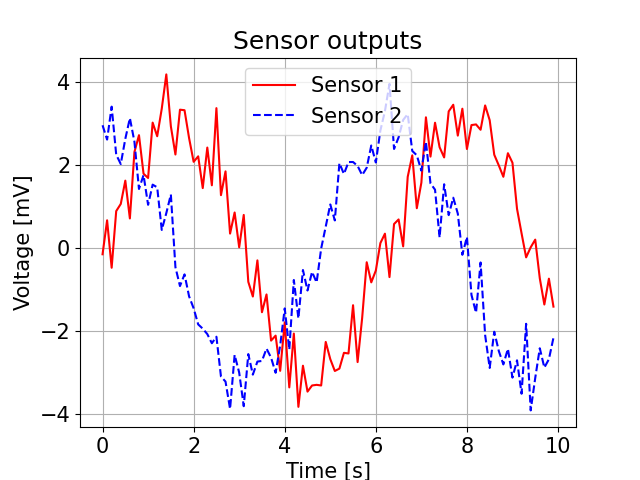 Sensor outputs
Sensor 1
Sensor 2
Voltage [mV]
4
2
0
−2
−4
0 2 4 6 8 10
Time [s]